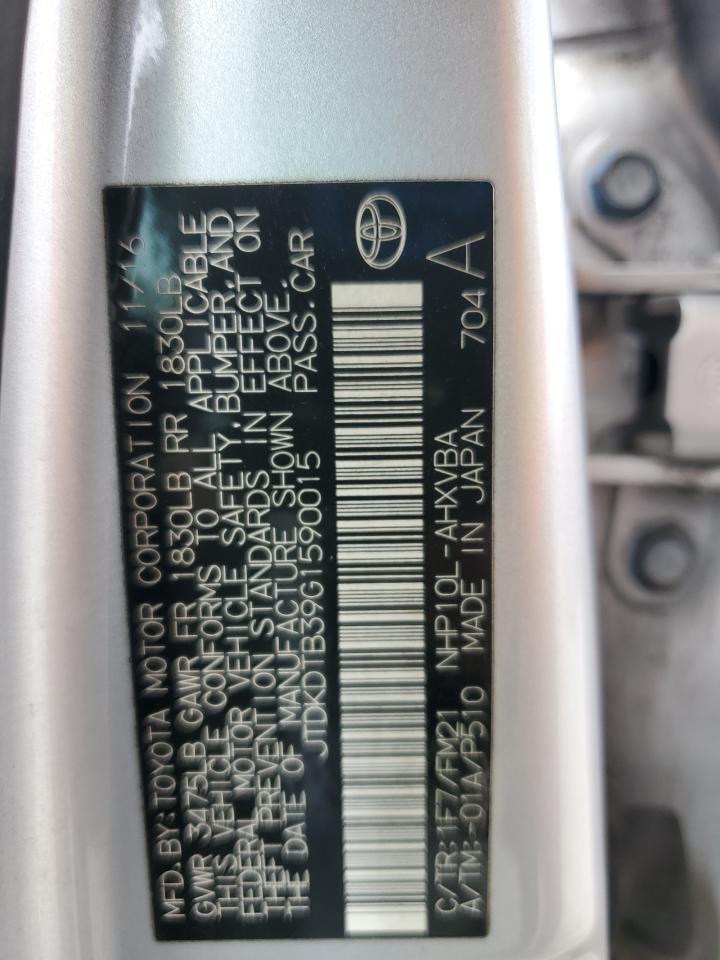 MFD.BY:TOYOTA MOTOR CORPORATION 11/15
GVWR 3475LB GAWR FR 1830LB RR 1830LB
THIS VEHICLE CONFORMS TO ALL APPLICABLE
FEDERAL MOTOR VEHICLE SAFETY, BUMPER, AND
THEFT PREVENTION STANDARDS IN EFFECT ON
THE DATE OF MANUFACTURE SHOWN ABOVE.
JTDKDTB39G1590015 PASS.CAR
C/TR:1F7/FM21 NHP10L-AHXVBA 704 A
A/TM:-01A/P510 MADE IN JAPAN